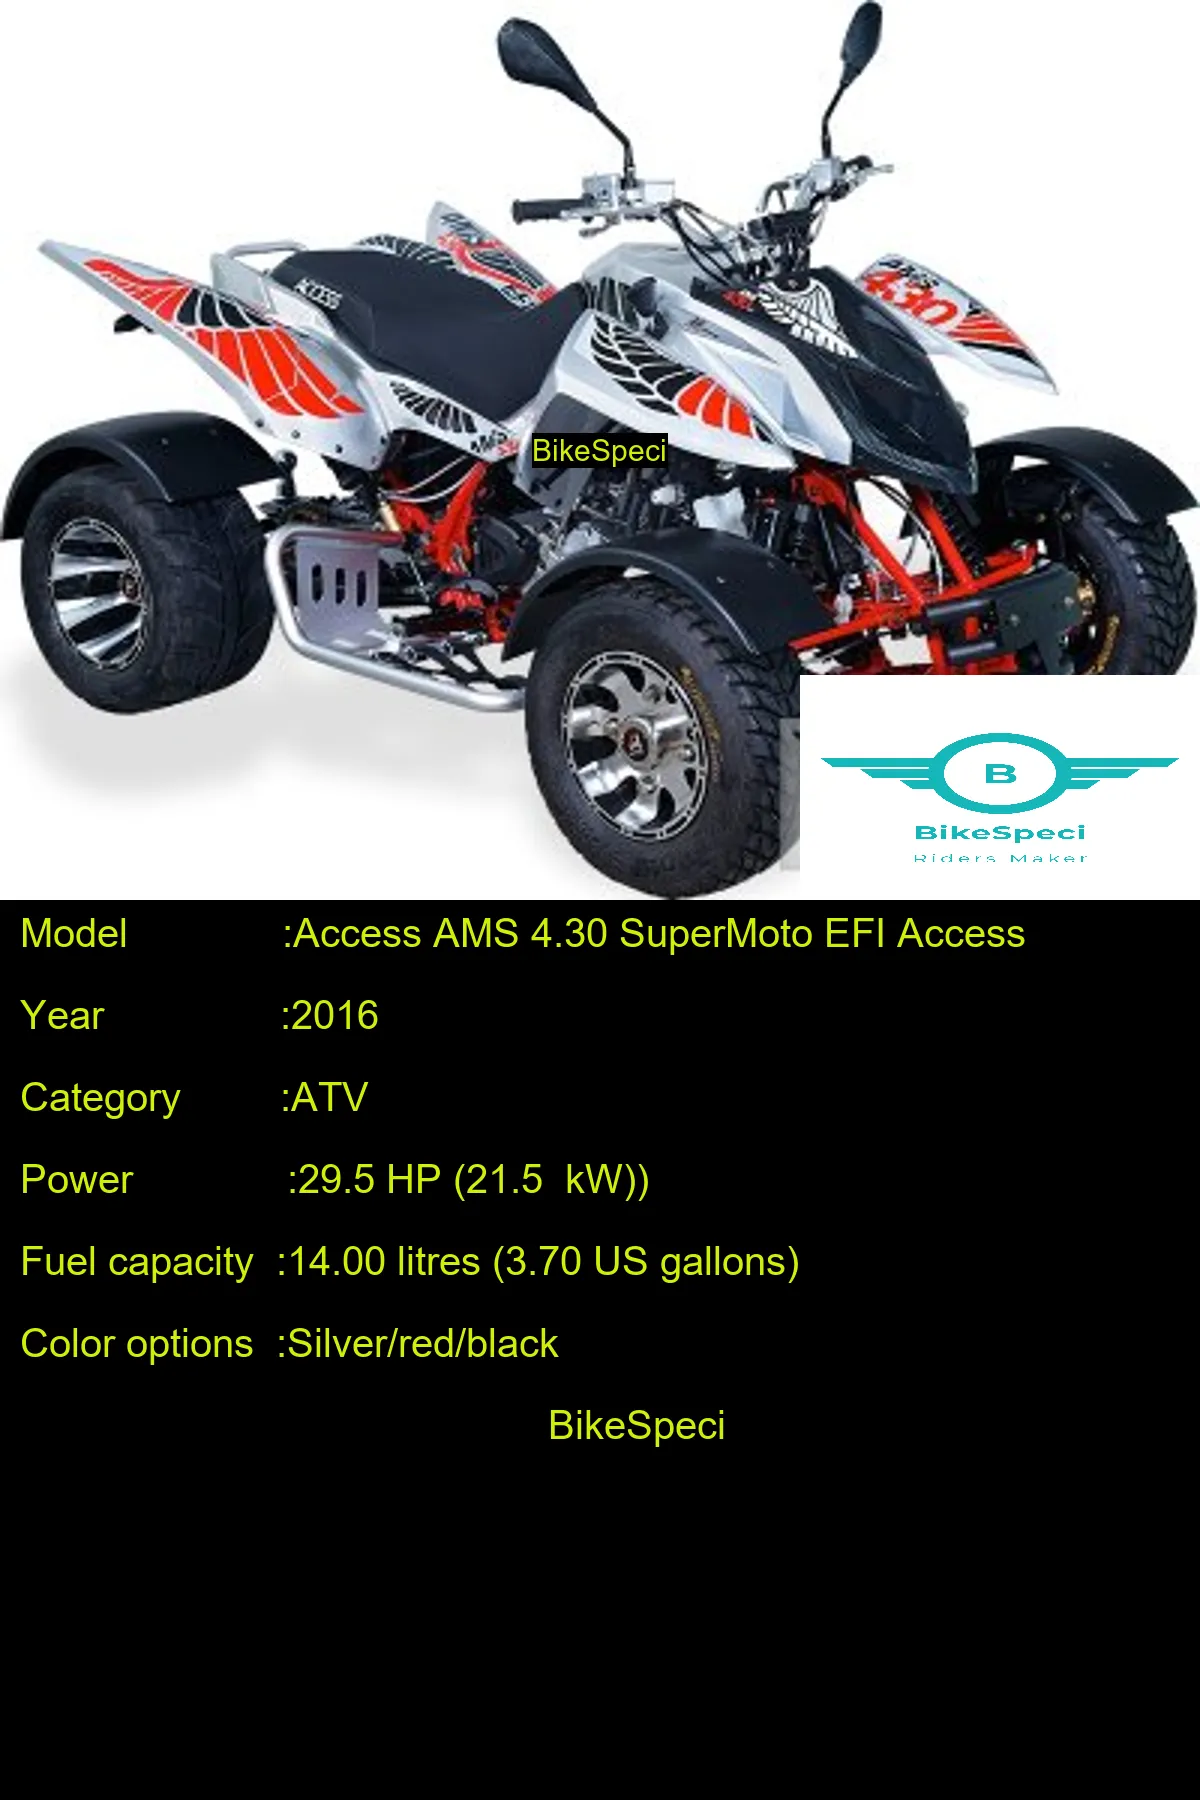 ACCESS
430
BikeSpeci
B
BikeSpeci
Riders Maker
Model :Access AMS 4.30 SuperMoto EFI Access
Year :2016
Category :ATV
Power :29.5 HP (21.5  kW))
Fuel capacity :14.00 litres (3.70 US gallons)
Color options :Silver/red/black
BikeSpeci